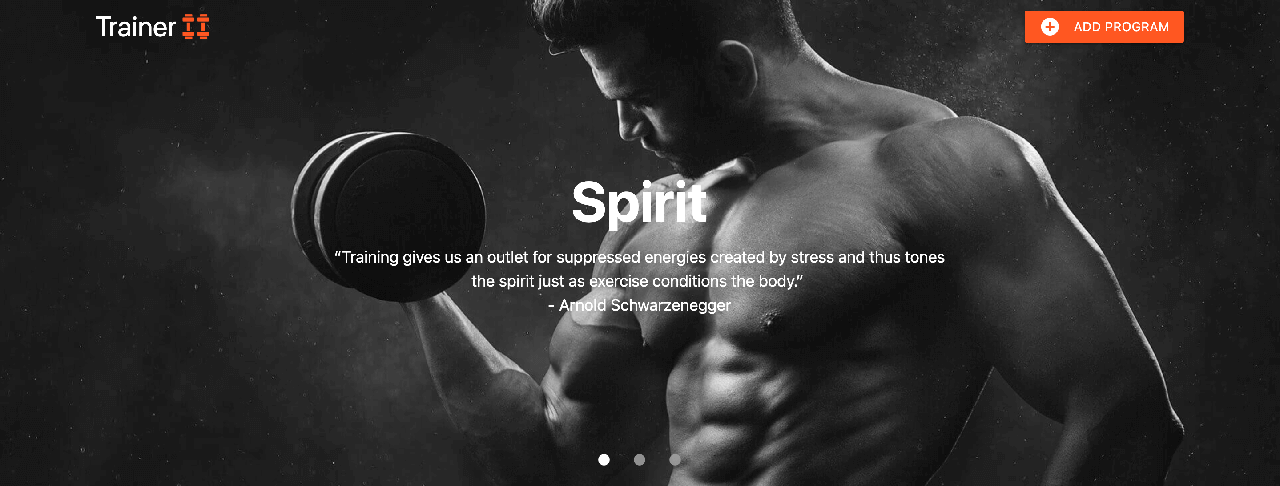 Trainer
ADD PROGRAM
Spirit
“Training gives us an outlet for suppressed energies created by stress and thus tones
the spirit just as exercise conditions the body.”
- Arnold Schwarzenegger